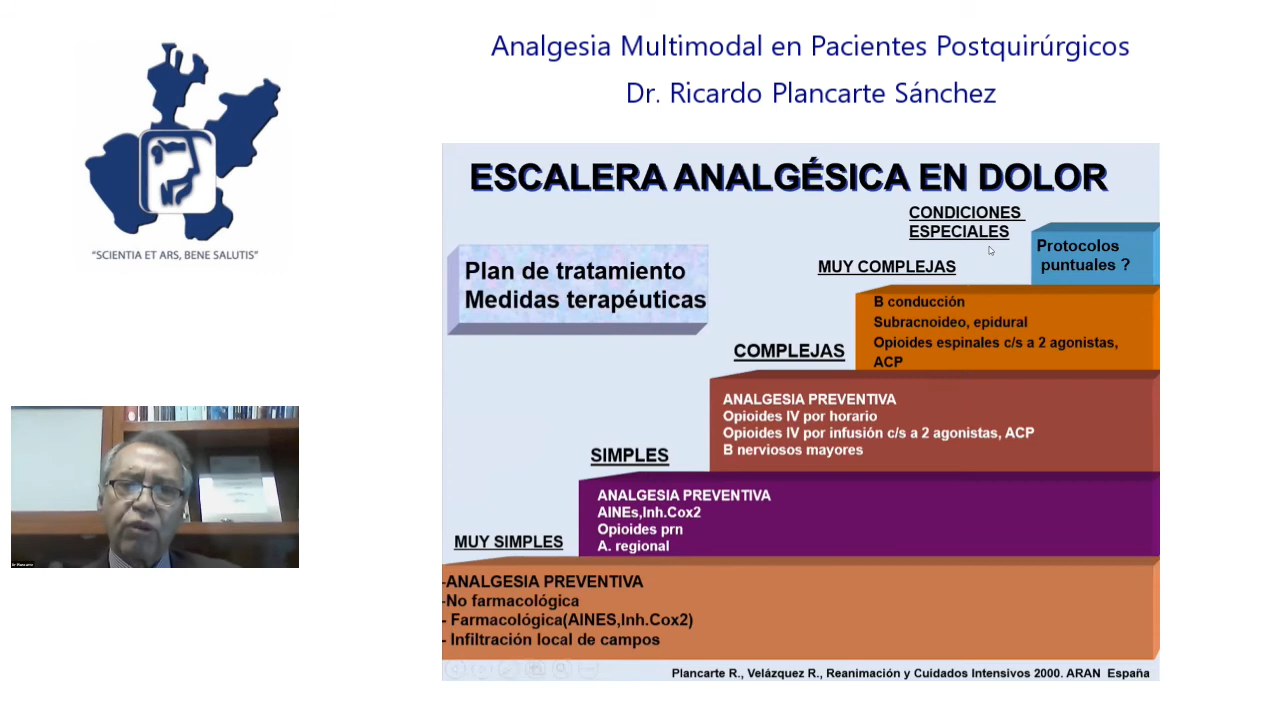 Analgesia Multimodal en Pacientes Postquirúrgicos
Dr. Ricardo Plancarte Sánchez
"SCIENTIA ET ARS, BENE SALUTIS"
ESCALERA ANALGÉSICA EN DOLOR
Plan de tratamiento
Medidas terapéuticas
CONDICIONES
ESPECIALES
Protocolos
puntuales ?
MUY COMPLEJAS
B conducción
Subracnoideo, epidural
Opioides espinales c/s a 2 agonistas,
ACP
COMPLEJAS
ANALGESIA PREVENTIVA
Opioides IV por horario
Opioides IV por infusión c/s a 2 agonistas, ACP
B nerviosos mayores
SIMPLES
ANALGESIA PREVENTIVA
AINEs,Inh.Cox2
Opioides prn
A. regional
MUY SIMPLES
-ANALGESIA PREVENTIVA
-No farmacológica
- Farmacológica(AINES,Inh.Cox2)
- Infiltración local de campos
Plancarte R., Velázquez R., Reanimación y Cuidados Intensivos 2000. ARAN España